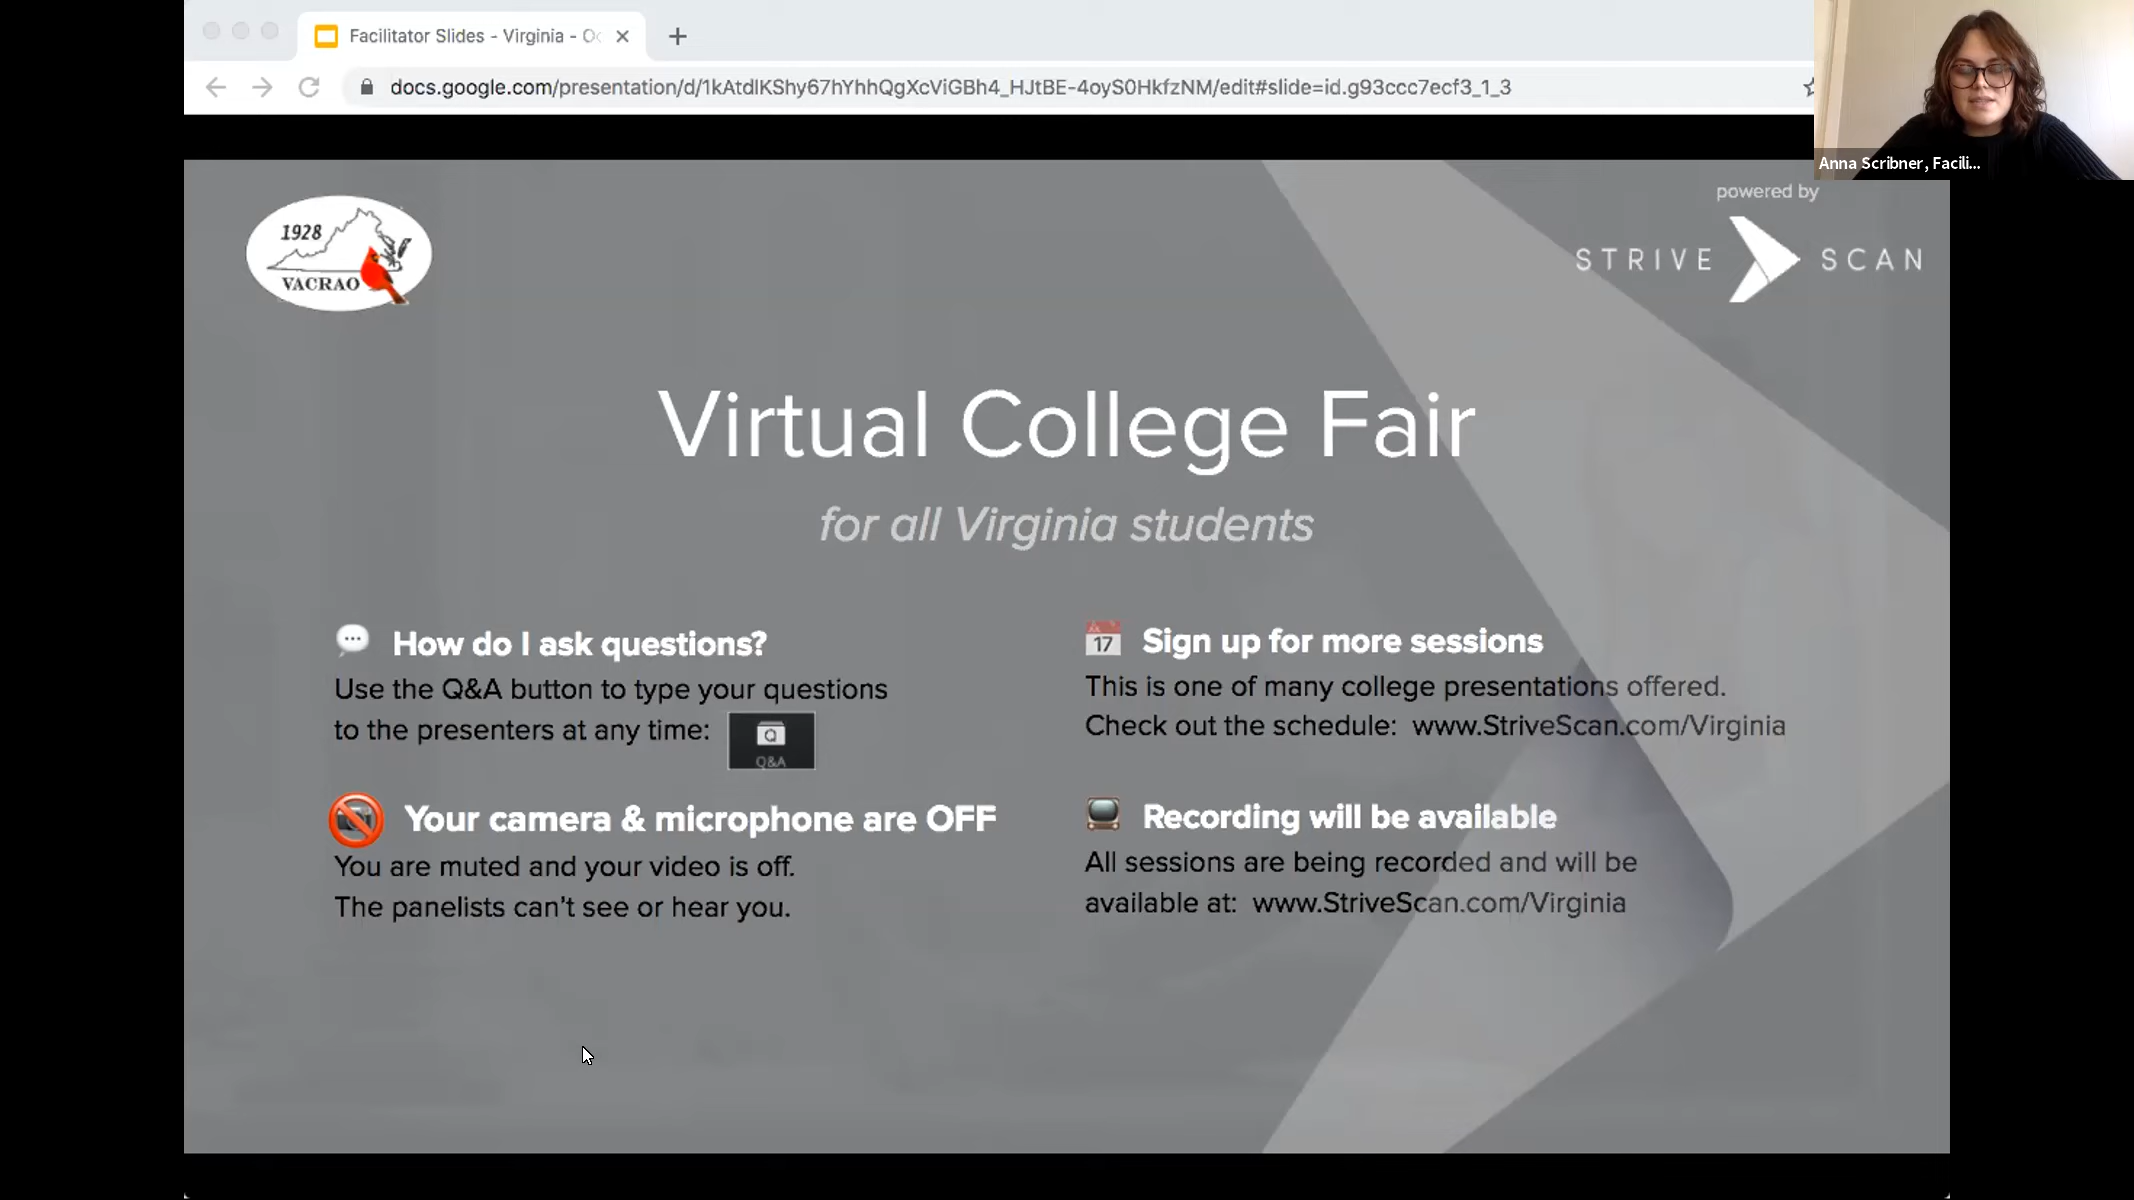 Facilitator Slides - Virginia - Oc
docs.google.com/presentation/d/1kAtdlKShy67hYhhQgXcViGBh4_HJtBE-4oyS0HkfzNM/edit#slide=id.g93ccc7ecf3_1_3
Anna Scribner, Facili...
1928
VACRAO
powered by
STRIVE SCAN
Virtual College Fair
for all Virginia students
How do I ask questions?
Use the Q&A button to type your questions
to the presenters at any time:
Q&A
Your camera & microphone are OFF
You are muted and your video is off.
The panelists can't see or hear you.
17
Sign up for more sessions
This is one of many college presentations offered.
Check out the schedule: www.StriveScan.com/Virginia
Recording will be available
All sessions are being recorded and will be
available at: www.StriveScan.com/Virginia